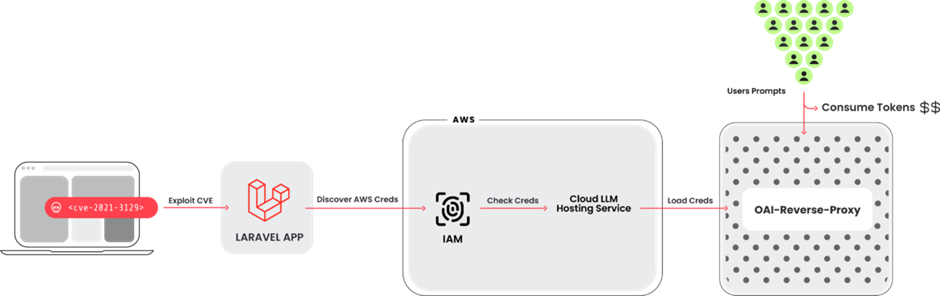 Users Prompts
Consume Tokens $$
AWS
<cve-2021-3129>
Exploit CVE
LARAVEL APP
Discover AWS Creds
IAM
Check Creds
Cloud LLM
Hosting Service
Load Creds
OAI-Reverse-Proxy